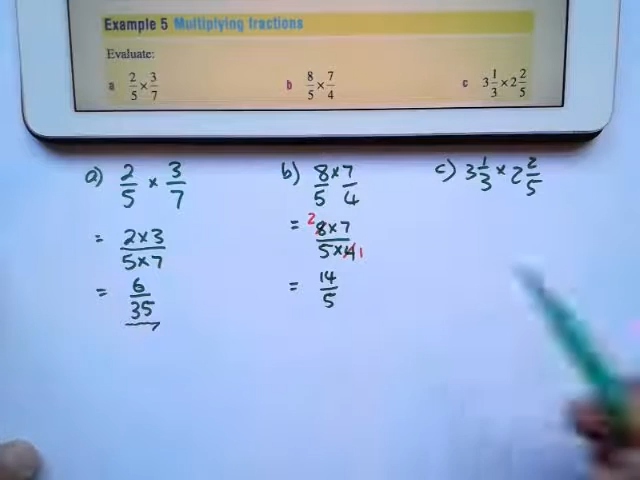 Example 5 Multiplying fractions
Evaluate:
a 2/5 × 3/7
b 8/5 × 7/4
c 3 1/3 × 2 2/5
a) 2/5 × 3/7
= 2×3/5×7
= 6/35
b) 8/5 × 7/4
= 2 8×7/5×4 1
= 14/5
c) 3 1/3 × 2 2/5